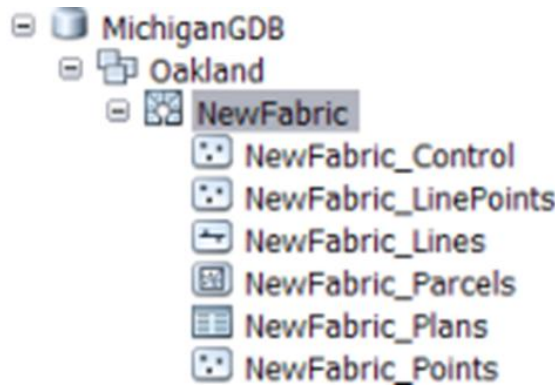 MichiganGDB
Oakland
NewFabric
NewFabric_Control
NewFabric_LinePoints
NewFabric_Lines
NewFabric_Parcels
NewFabric_Plans
NewFabric_Points